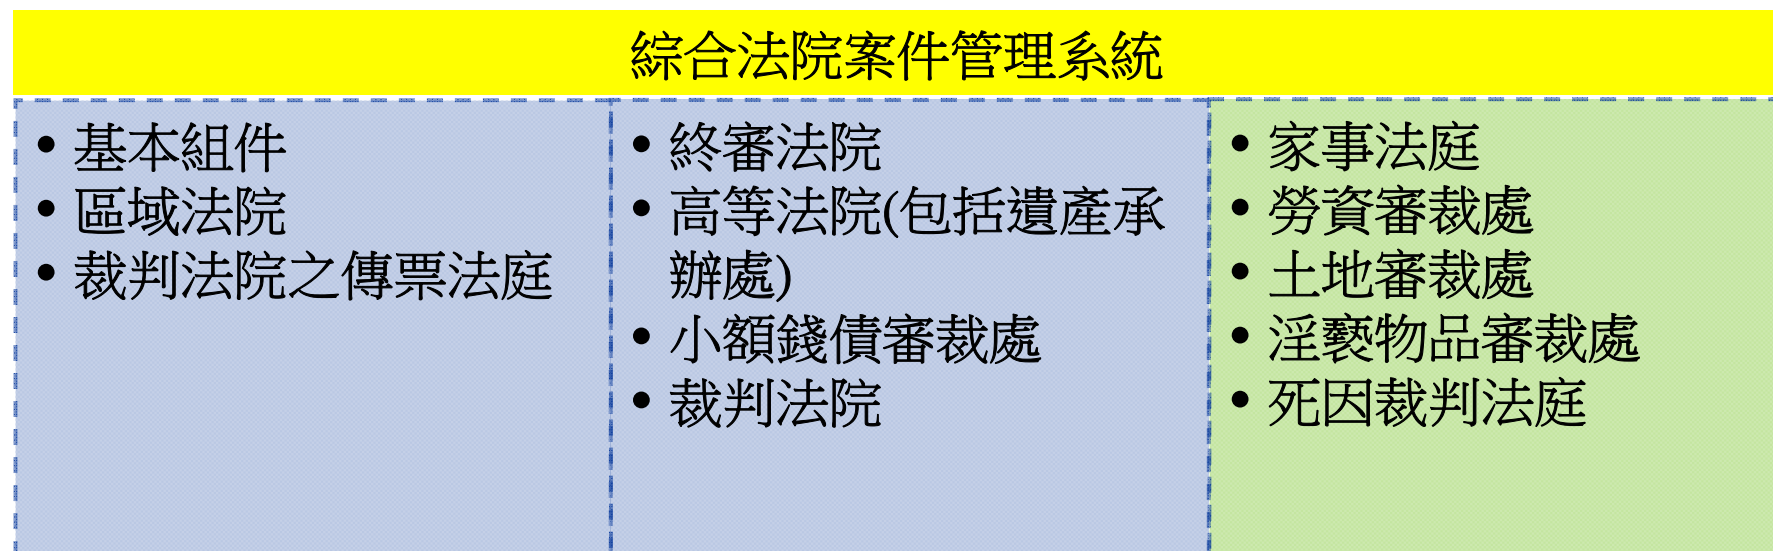 綜合法院案件管理系統
• 基本組件
• 區域法院
• 裁判法院之傳票法庭
• 終審法院
• 高等法院(包括遺產承
辦處)
• 小額錢債審裁處
• 裁判法院
• 家事法庭
• 勞資審裁處
• 土地審裁處
• 淫褻物品審裁處
• 死因裁判法庭